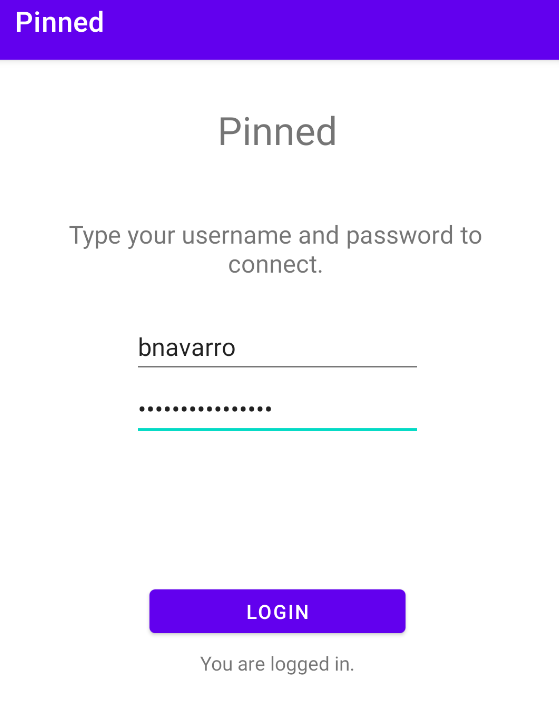 Pinned
Pinned
Type your username and password to
connect.
bnavarro
••••••••••••••••
LOGIN
You are logged in.